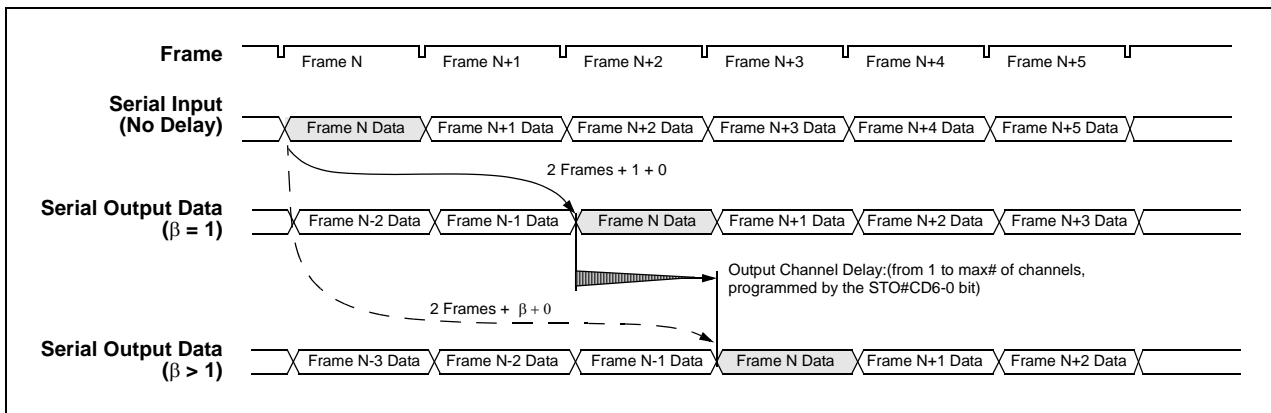 Frame
Frame N Frame N+1 Frame N+2 Frame N+3 Frame N+4 Frame N+5
Serial Input
(No Delay)
Frame N Data Frame N+1 Data Frame N+2 Data Frame N+3 Data Frame N+4 Data Frame N+5 Data
2 Frames + 1 + 0
Serial Output Data
(β = 1)
Frame N-2 Data Frame N-1 Data Frame N Data Frame N+1 Data Frame N+2 Data Frame N+3 Data
Output Channel Delay:(from 1 to max# of channels,
programmed by the STO#CD6-0 bit)
2 Frames + β + 0
Serial Output Data
(β > 1)
Frame N-3 Data Frame N-2 Data Frame N-1 Data Frame N Data Frame N+1 Data Frame N+2 Data